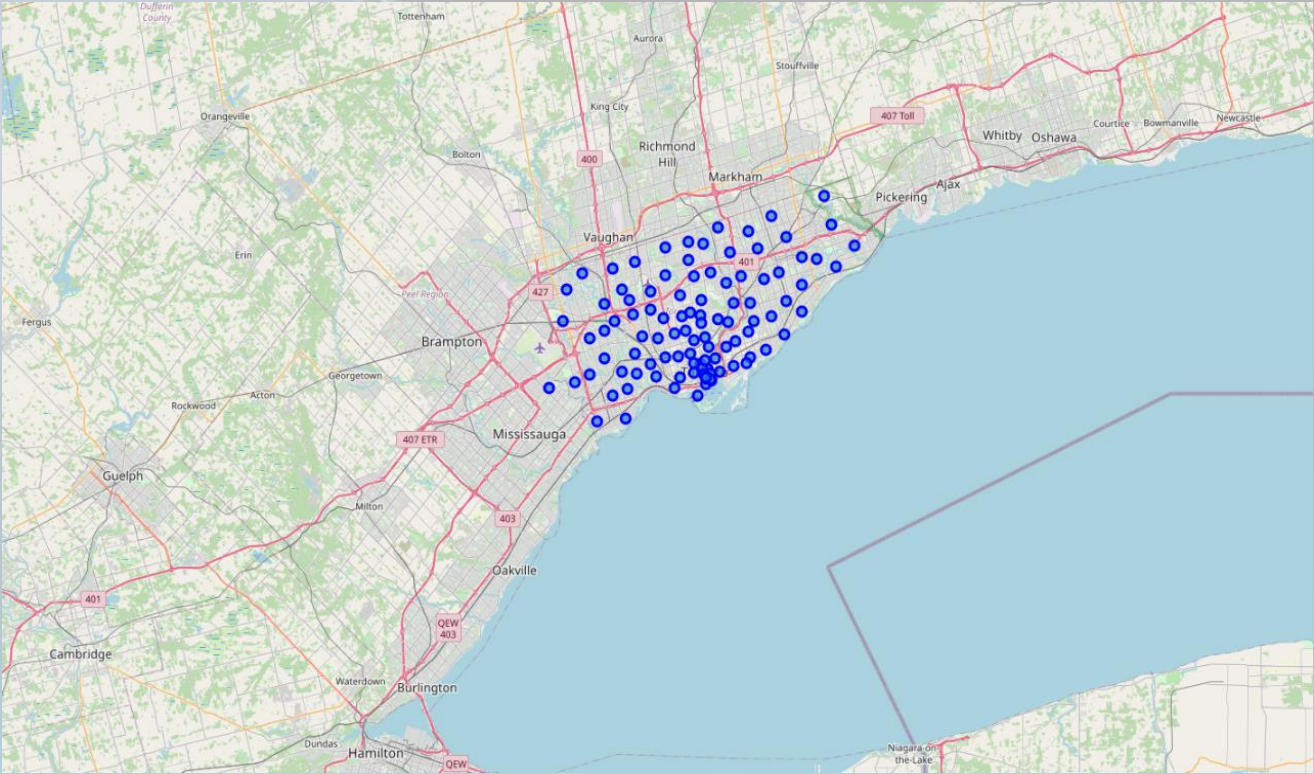 Dufferin
County
Tottenham
Aurora
Stouffville
King City
Orangeville
407 Toll
Courtice
Bowmanville
Newcastle
Whitby
Oshawa
Richmond
Hill
Bolton
400
Markham
Ajax
Pickering
Vaughan
Erin
401
427
Peel Region
Fergus
Brampton
Georgetown
Acton
Rockwood
Mississauga
407 ETR
Guelph
Milton
403
Oakville
401
QEW
403
Cambridge
Waterdown
Burlington
Dundas
Hamilton
QEW
Niagara-on
the-Lake